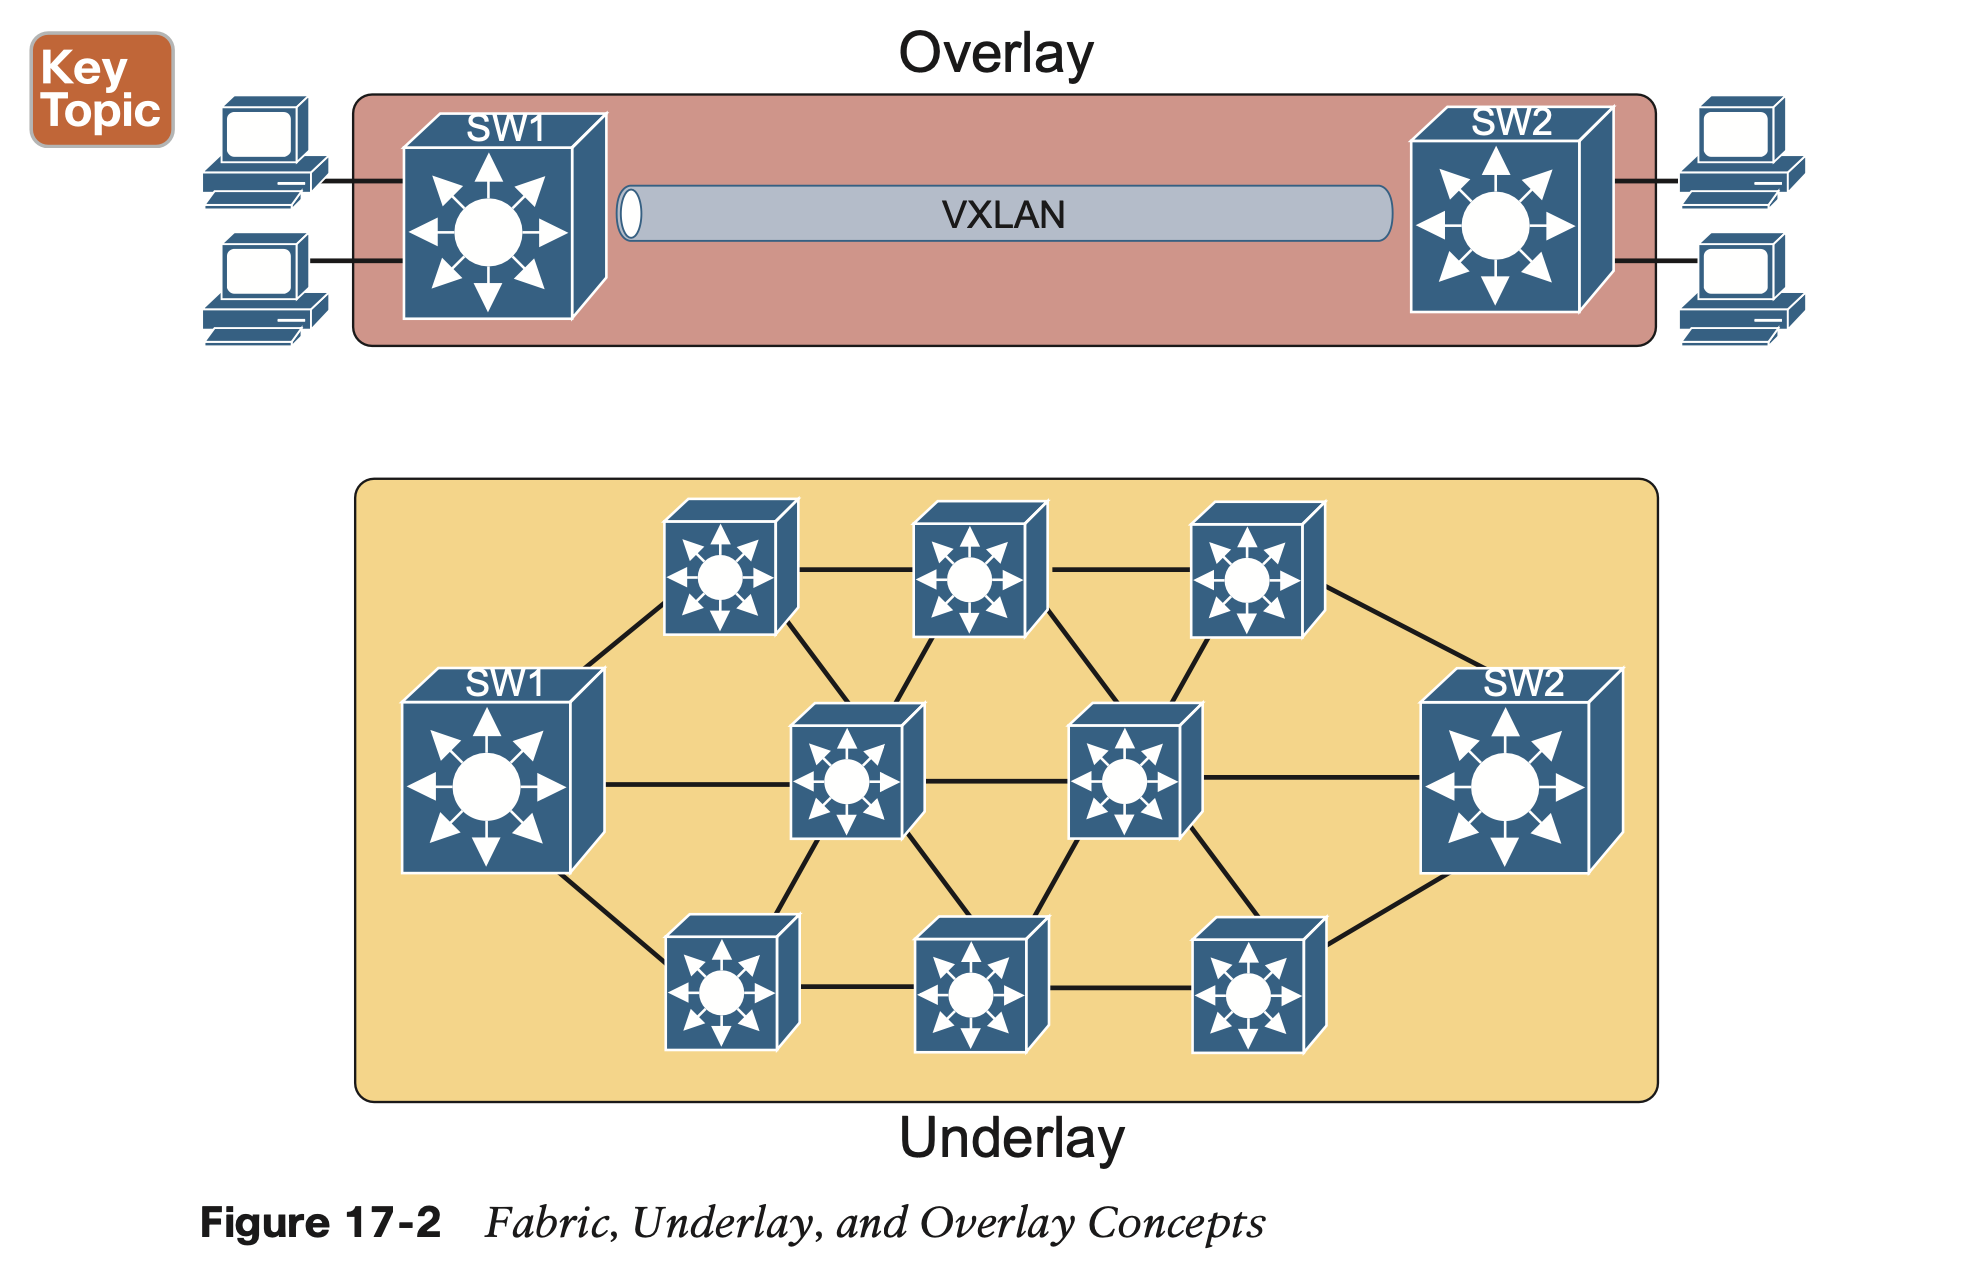 Key
Topic
Overlay
SW1
SW2
VXLAN
SW1
SW2
Underlay
Figure 17-2 Fabric, Underlay, and Overlay Concepts